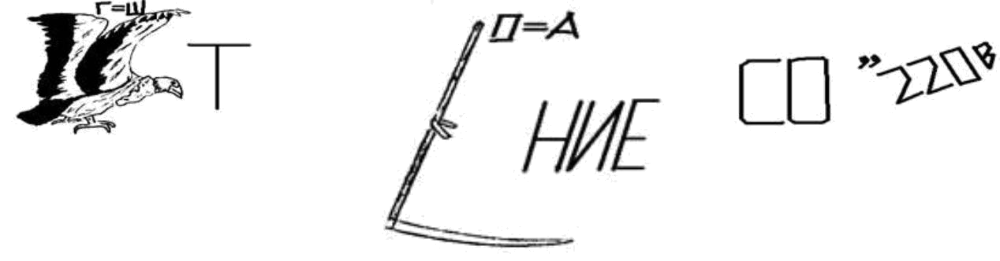 Г=Ш
Т
О=А
НИЕ
СО ”220в